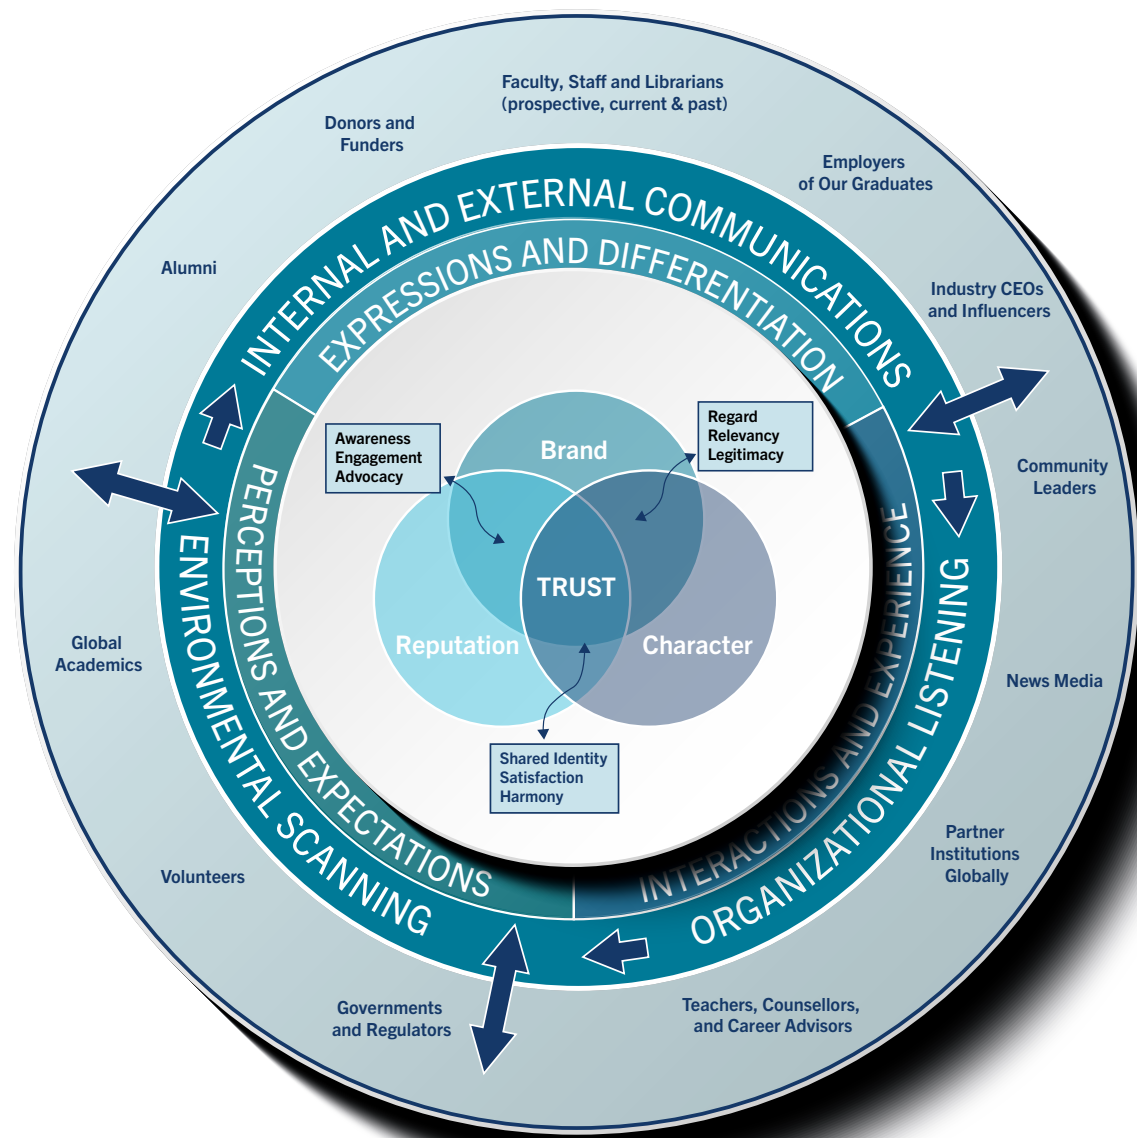 Faculty, Staff and Librarians
(prospective, current & past)
Donors and
Funders
Employers
of Our Graduates
Alumni
Industry CEOs
and Influencers
INTERNAL AND EXTERNAL COMMUNICATIONS
EXPRESSIONS AND DIFFERENTIATION
Awareness
Engagement
Advocacy
Brand
Regard
Relevancy
Legitimacy
Community
Leaders
PERCEPTIONS AND EXPECTATIONS
ENVIRONMENTAL SCANNING
TRUST
Reputation
Character
INTERACTIONS AND EXPERIENCE
ORGANIZATIONAL LISTENING
Global
Academics
News Media
Shared Identity
Satisfaction
Harmony
Partner
Institutions
Globally
Volunteers
Governments
and Regulators
Teachers, Counsellors,
and Career Advisors